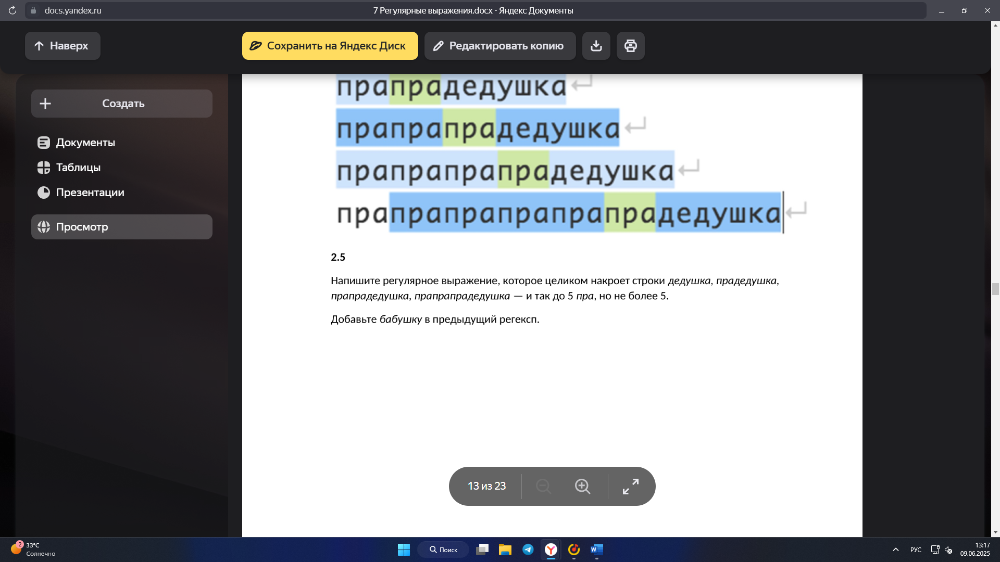 docs.yandex.ru
7 Регулярные выражения.docx - Яндекс Документы
Наверх
Сохранить на Яндекс Диск
Редактировать копию
Создать
Документы
Таблицы
Презентации
Просмотр
прапрадедушка
прапрапрадедушка
прапрапрапрадедушка
прапрапрапрапрапрадедушка
2.5
Напишите регулярное выражение, которое целиком накроет строки дедушка, прадедушка,
прапрадедушка, прапрапрадедушка — и так до 5 пра, но не более 5.
Добавьте бабушку в предыдущий регексп.
13 из 23
2
33°C
Солнечно
Поиск
РУС
13:17
09.06.2025